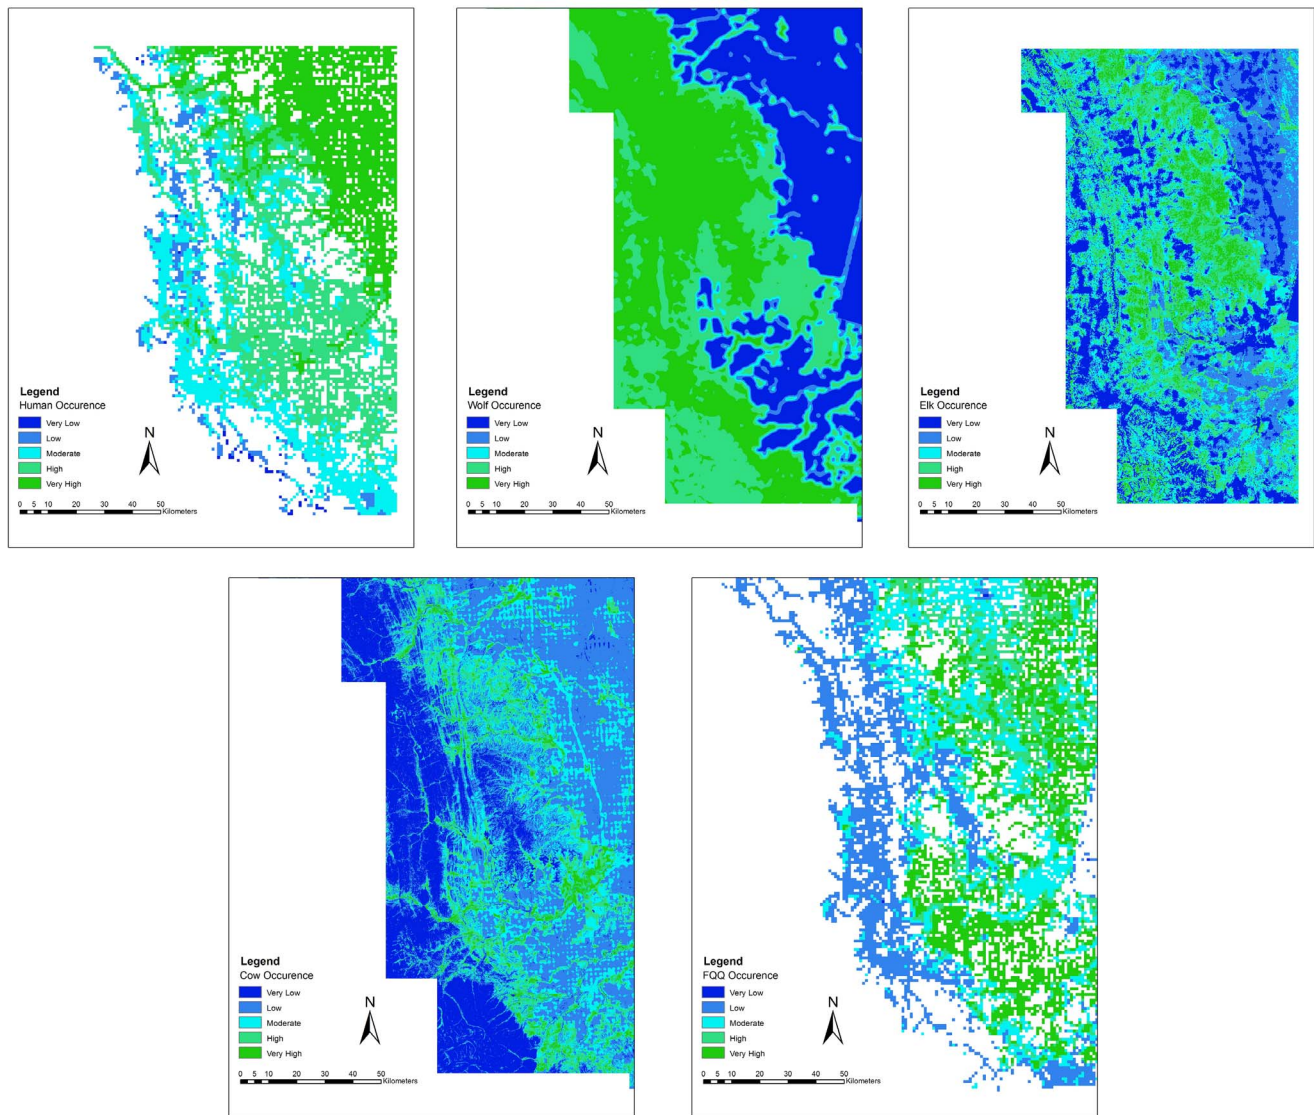 Legend
Human Occurence
Very Low
Low
Moderate
High
Very High
N
0 5 10 20 30 40 50
Kilometers
Legend
Wolf Occurence
Very Low
Low
Moderate
High
Very High
N
0 5 10 20 30 40 50
Kilometers
Legend
Elk Occurence
Very Low
Low
Moderate
High
Very High
N
0 5 10 20 30 40 50
Kilometers
Legend
Cow Occurence
Very Low
Low
Moderate
High
Very High
N
0 5 10 20 30 40 50
Kilometers
Legend
FQQ Occurence
Very Low
Low
Moderate
High
Very High
N
0 5 10 20 30 40 50
Kilometers